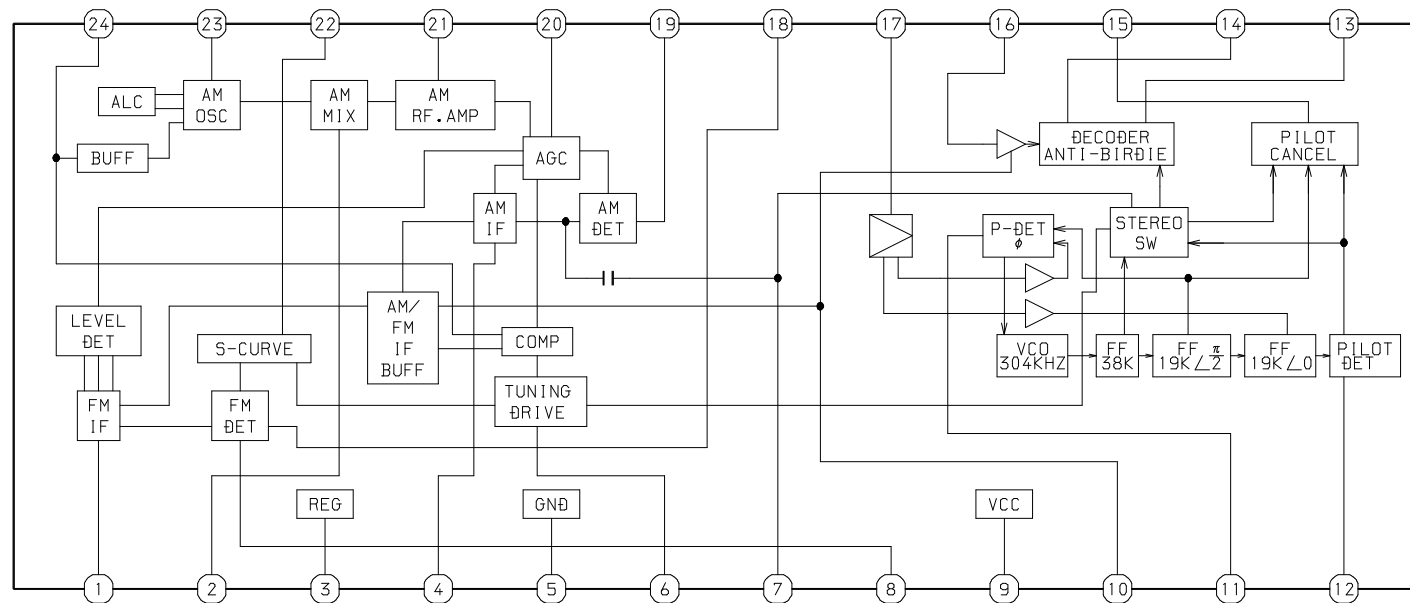 24 23 22 21 20 19 18 17 16 15 14 13
ALC
AM
OSC
AM
MIX
AM
RF.AMP
BUFF
AGC
DECODER
ANTI-BIRDIE
PILOT
CANCEL
AM
IF
AM
DET
P-DET
φ
STEREO
SW
LEVEL
DET
S-CURVE
AM/
FM
IF
BUFF
COMP
VCO
304KHZ
FF
38K
FF
19K∠π/2
FF
19K∠0
PILOT
DET
FM
IF
FM
DET
TUNING
DRIVE
REG
GND
VCC
1 2 3 4 5 6 7 8 9 10 11 12